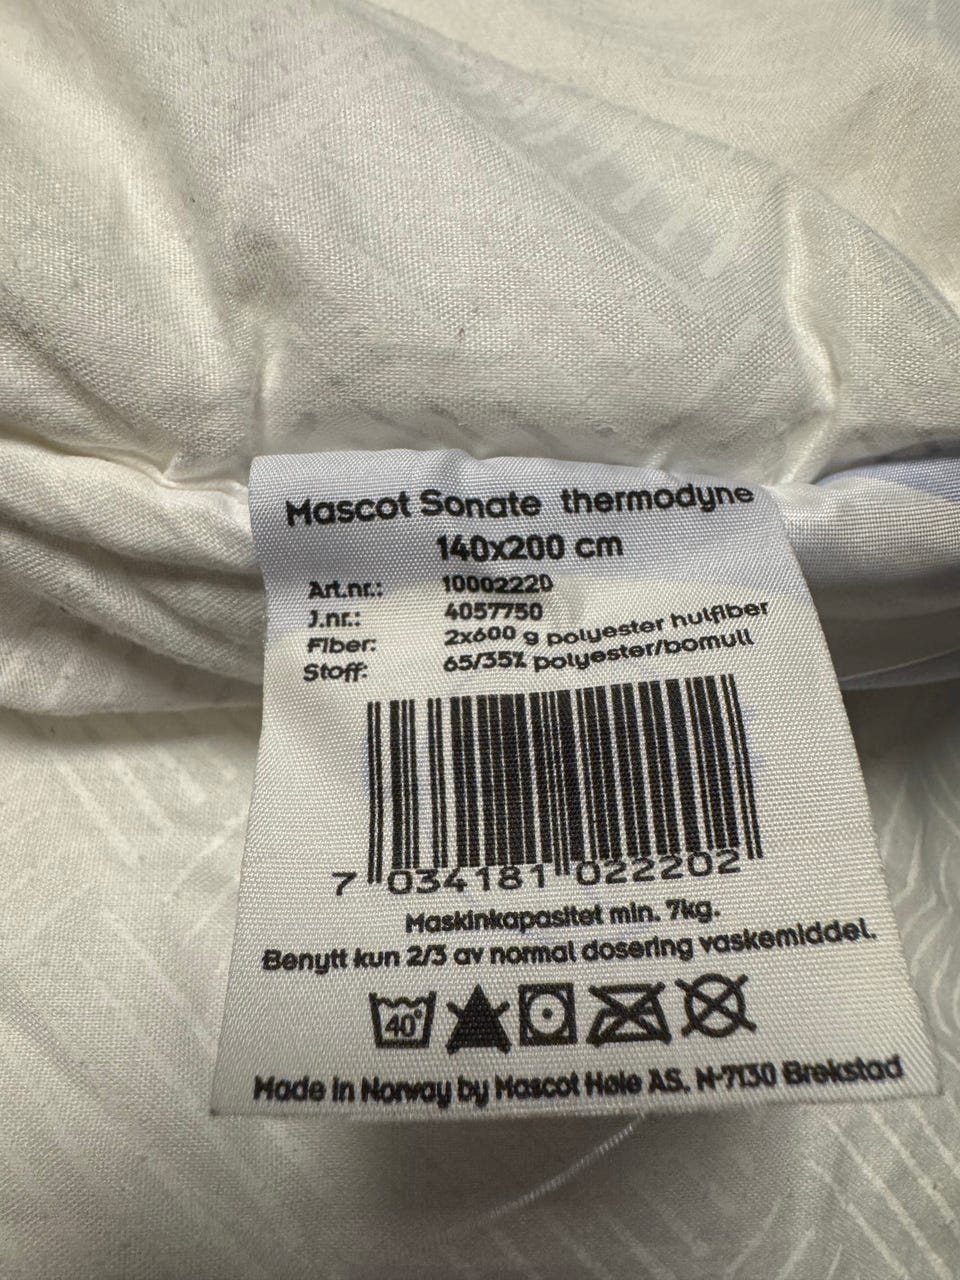 Mascot Sonate thermodyne
140x200 cm
Art.nr.: 10002220
J.nr.: 4057750
Fiber: 2x600 g polyester hulfiber
Stoff: 65/35% polyester/bomull
7 034181 022202
Maskinkapasitet min. 7kg.
Benytt kun 2/3 av normal dosering vaskemiddel.
40°
Made in Norway by Mascot Høie AS. N-7130 Brekstad